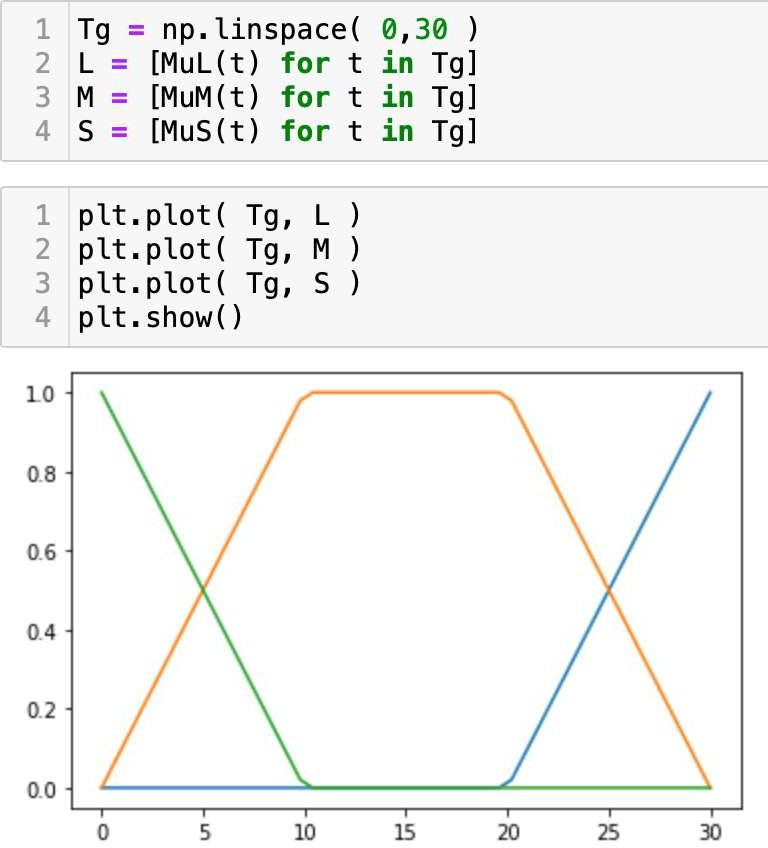 1 Tg = np.linspace( 0,30 )
2 L = [MuL(t) for t in Tg]
3 M = [MuM(t) for t in Tg]
4 S = [MuS(t) for t in Tg]
1 plt.plot( Tg, L )
2 plt.plot( Tg, M )
3 plt.plot( Tg, S )
4 plt.show()
1.0
0.8
0.6
0.4
0.2
0.0
0 5 10 15 20 25 30